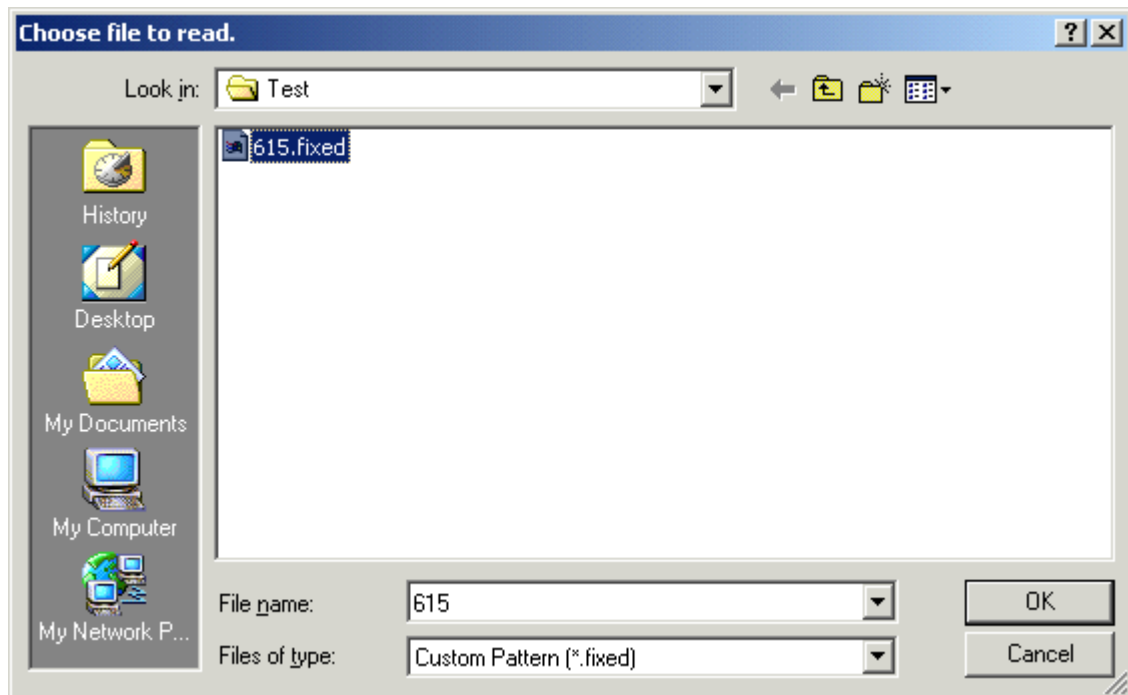 Choose file to read.
Look in: Test
615.fixed
History
Desktop
My Documents
My Computer
My Network P...
File name: 615 OK
Files of type: Custom Pattern (*.fixed) Cancel